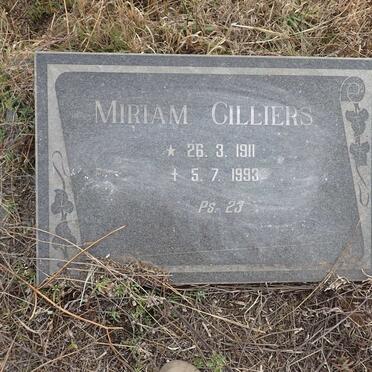 MIRIAM CILLIERS
★ 26. 3. 1911
† 5. 7. 1993
Ps. 23